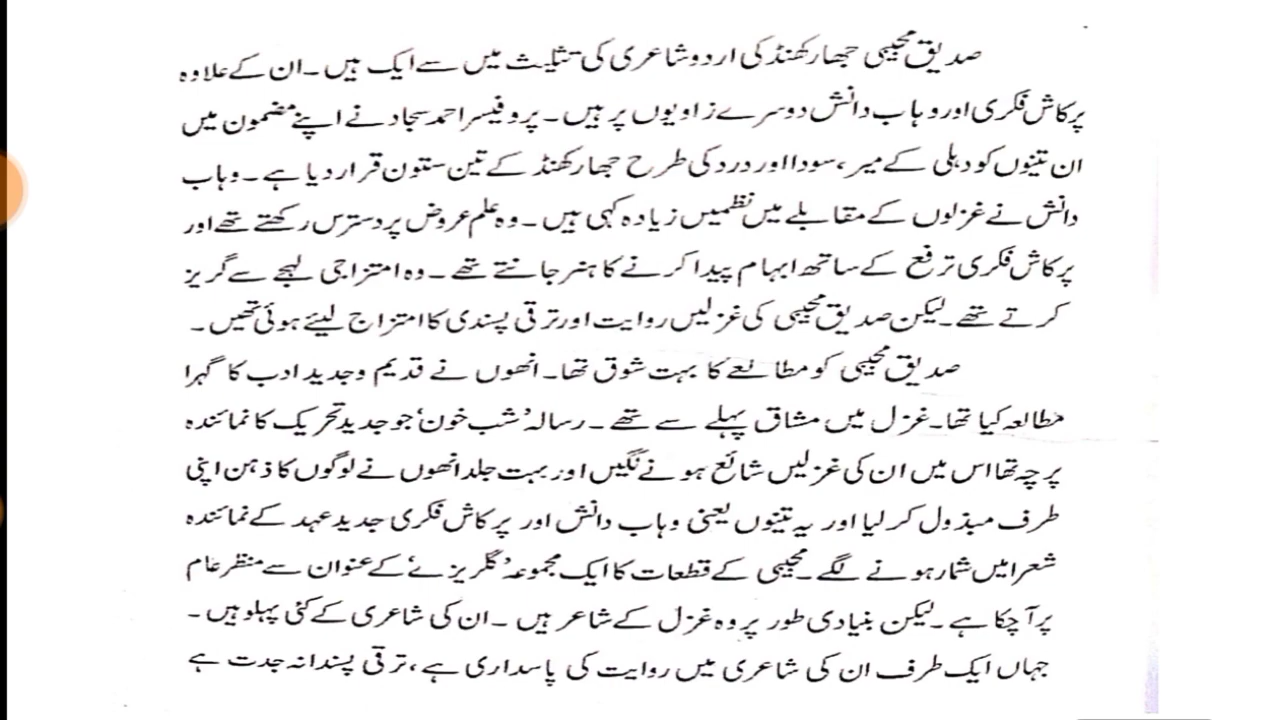 صدیق مجیبی جھارکھنڈ کی اردو شاعری کی تثلیث میں سے ایک ہیں۔ ان کے علاوہ
پرکاش فکری اور وہاب دانش دوسرے زاویوں پر ہیں۔ پروفیسر احمد سجاد نے اپنے مضمون میں
ان تینوں کو دہلی کے میر، سودا اور درد کی طرح جھارکھنڈ کے تین ستون قرار دیا ہے۔ وہاب
دانش نے غزلوں کے مقابلے میں نظمیں زیادہ کہی ہیں۔ وہ علم عروض پر دسترس رکھتے تھے اور
پرکاش فکری ترفع کے ساتھ ابہام پیدا کرنے کا ہنر جانتے تھے۔ وہ امتزاجی لہجے سے گریز
کرتے تھے۔ لیکن صدیق مجیبی کی غزلیں روایت اور ترقی پسندی کا امتزاج لیئے ہوئی تھیں۔
صدیق مجیبی کو مطالعے کا بہت شوق تھا۔ انھوں نے قدیم و جدید ادب کا گہرا
مطالعہ کیا تھا۔ غزل میں مشاق پہلے سے تھے۔ رسالہ ’شب خون‘ جو جدید تحریک کا نمائندہ
پرچہ تھا اس میں ان کی غزلیں شائع ہونے لگیں اور بہت جلد انھوں نے لوگوں کا ذہن اپنی
طرف مبذول کر لیا اور یہ تینوں یعنی وہاب دانش اور پرکاش فکری جدید عہد کے نمائندہ
شعرا میں شمار ہونے لگے۔ مجیبی کے قطعات کا ایک مجموعہ ’گلریزے‘ کے عنوان سے منظر عام
پر آچکا ہے۔ لیکن بنیادی طور پر وہ غزل کے شاعر ہیں۔ ان کی شاعری کے کئی پہلو ہیں۔
جہاں ایک طرف ان کی شاعری میں روایت کی پاسداری ہے، ترقی پسندانہ جدت ہے